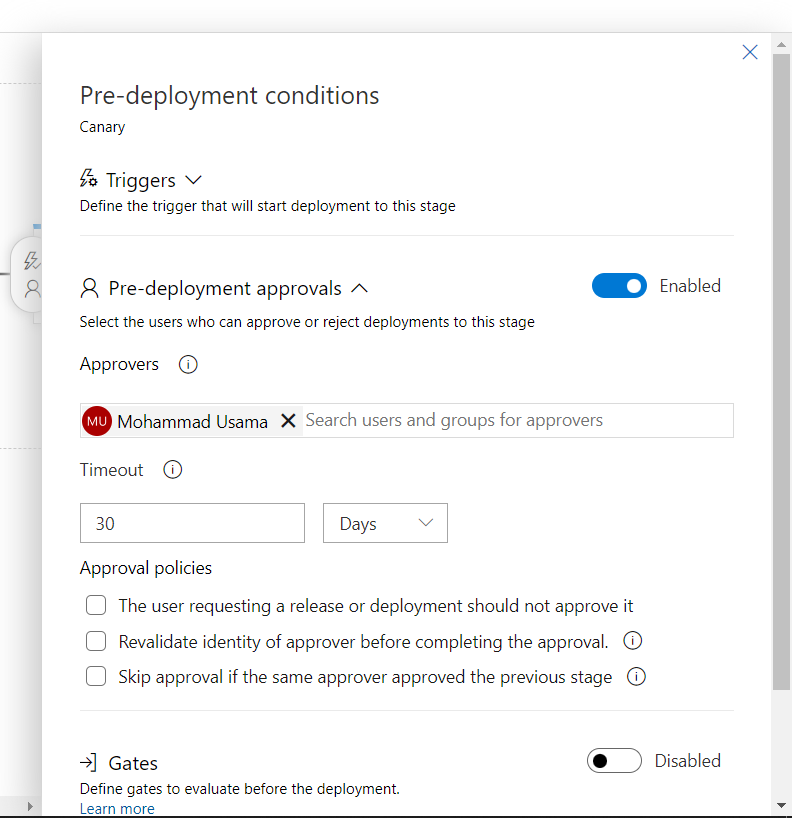 Pre-deployment conditions
Canary
Triggers
Define the trigger that will start deployment to this stage
Pre-deployment approvals
Enabled
Select the users who can approve or reject deployments to this stage
Approvers
MU Mohammad Usama Search users and groups for approvers
Timeout
30 Days
Approval policies
The user requesting a release or deployment should not approve it
Revalidate identity of approver before completing the approval.
Skip approval if the same approver approved the previous stage
Gates
Disabled
Define gates to evaluate before the deployment.
Learn more